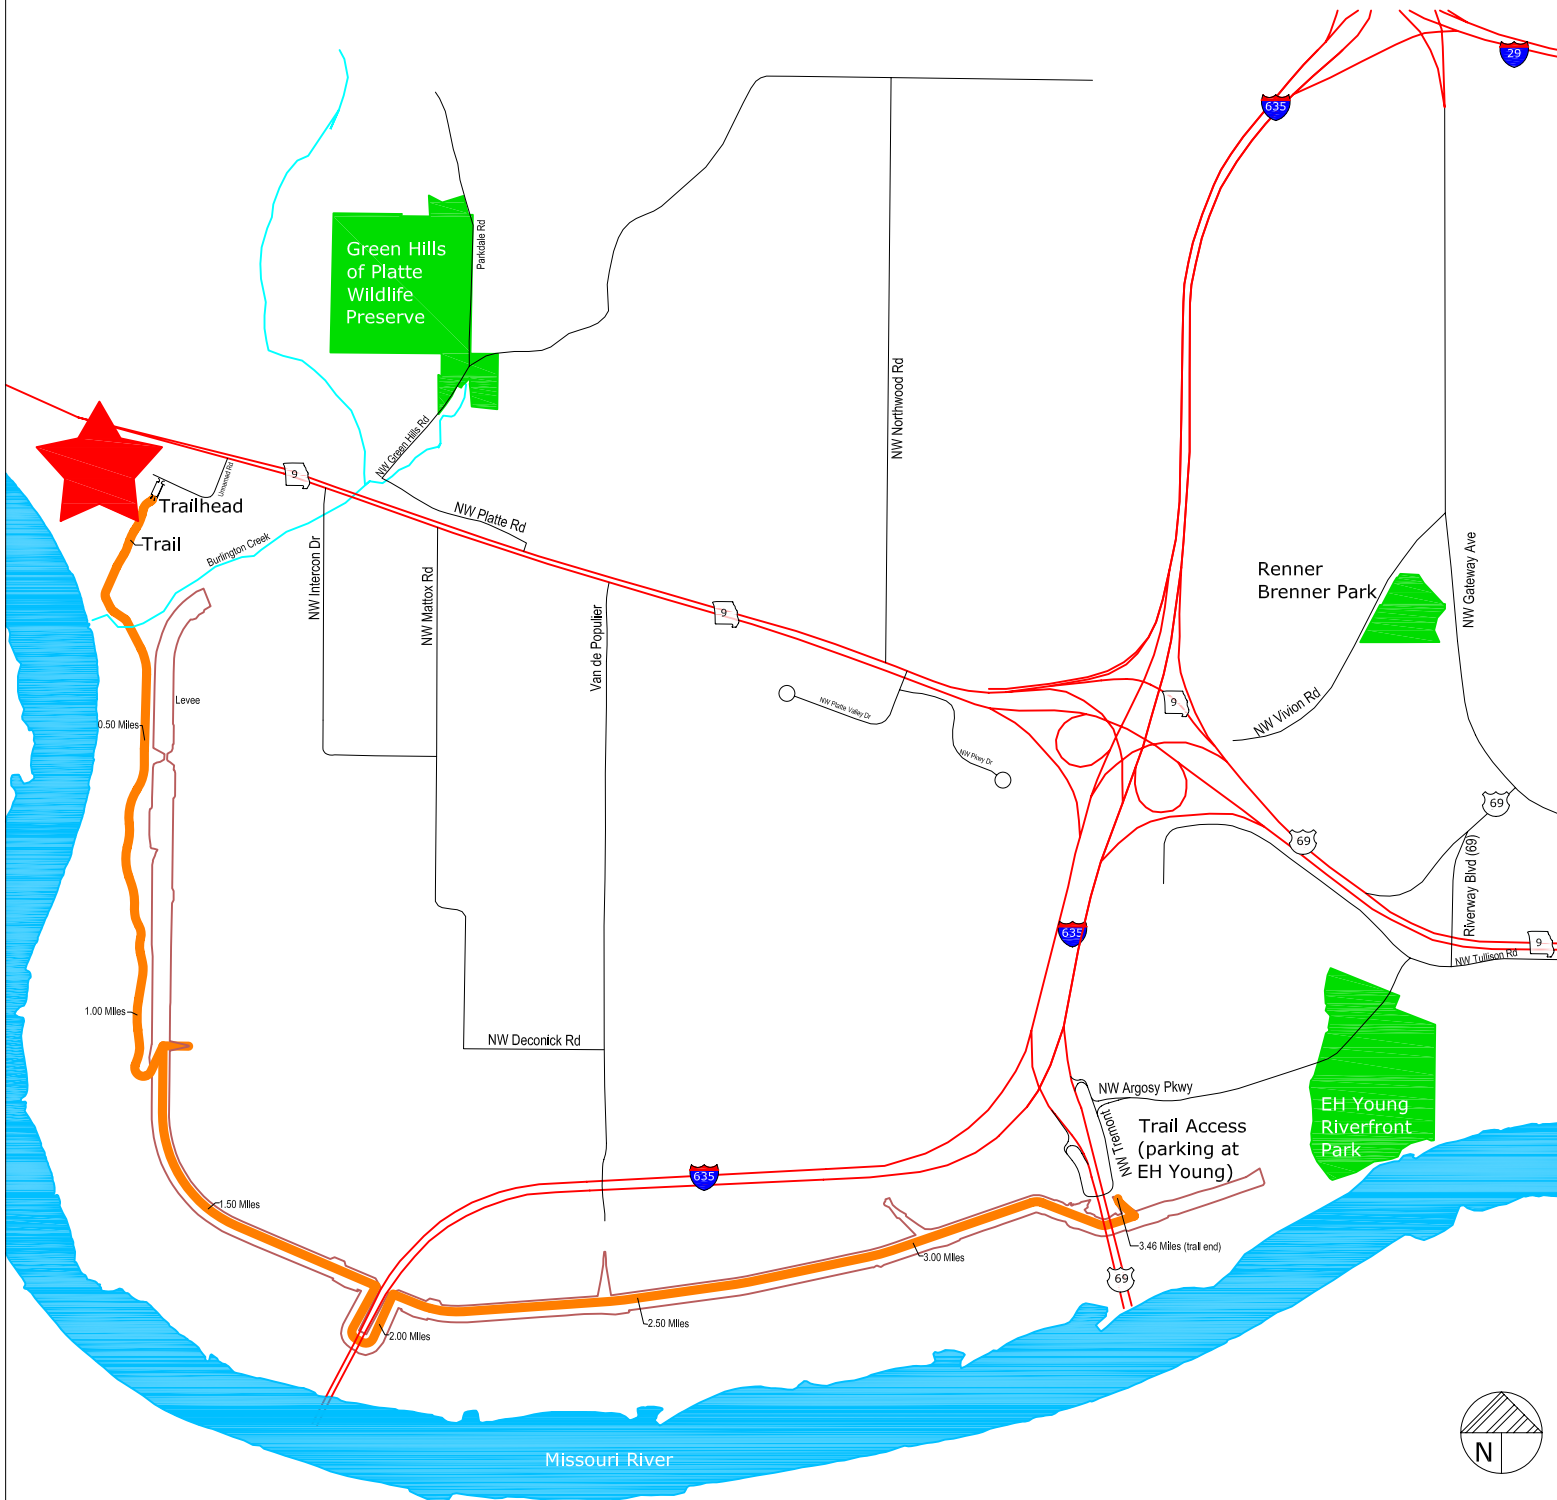 29
635
Green Hills
of Platte
Wildlife
Preserve
Parkdale Rd
NW Northwood Rd
NW Green Hills Rd
9
Unnamed Rd
Trailhead
NW Platte Rd
Trail
Burlington Creek
NW Intercon Dr
NW Mattox Rd
Van de Populier
9
Renner
Brenner Park
NW Gateway Ave
Levee
0.50 Miles
NW Platte Valley Dr
NW Pkwy Dr
9
NW Vivion Rd
69
69
Riverway Blvd (69)
635
9
NW Tullison Rd
1.00 MIles
NW Deconick Rd
NW Argosy Pkwy
NW Tremont
Trail Access
(parking at
EH Young)
EH Young
Riverfront
Park
635
1.50 MIles
3.00 MIles
3.46 Miles (trail end)
69
2.00 MIles
2.50 MIles
Missouri River
N